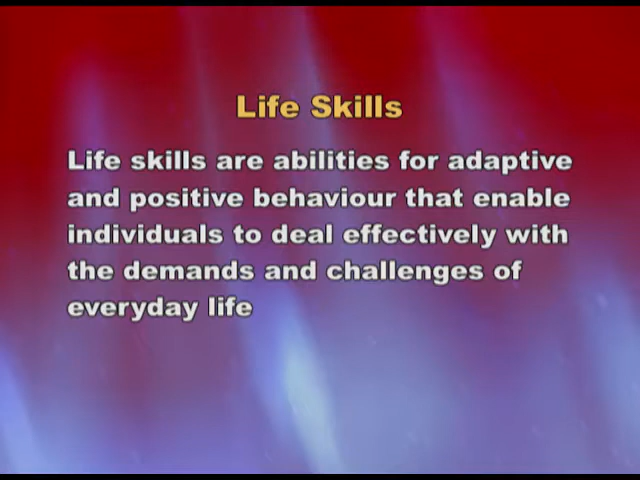 Life Skills
Life skills are abilities for adaptive
and positive behaviour that enable
individuals to deal effectively with
the demands and challenges of
everyday life